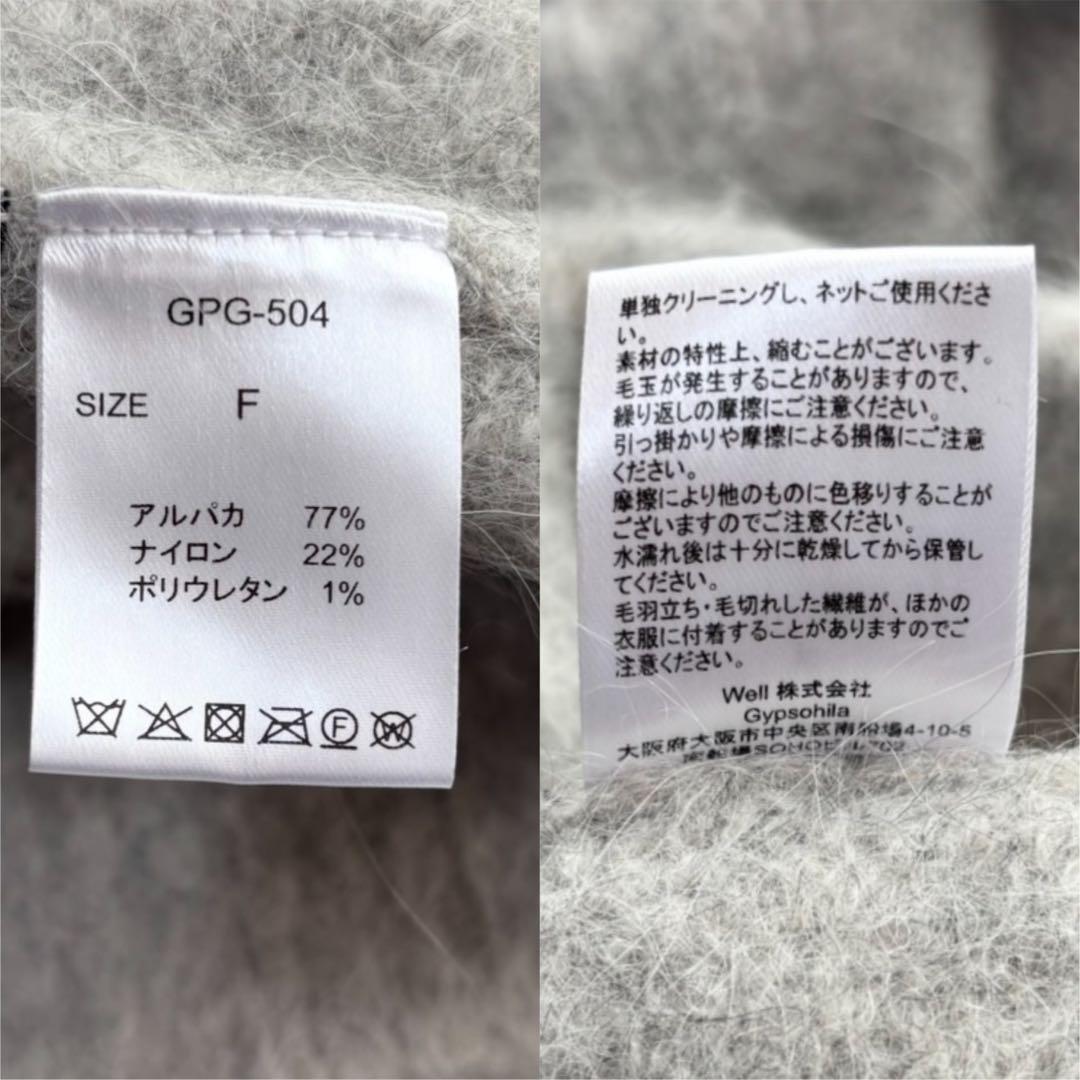 GPG-504
SIZE F
アルパカ 77%
ナイロン 22%
ポリウレタン 1%
F
W
単独クリーニングし、ネットご使用くださ
い。
素材の特性上、縮むことがございます。
毛玉が発生することがありますので、
繰り返しの摩擦にご注意ください。
引っ掛かりや摩擦による損傷にご注意
ください。
摩擦により他のものに色移りすることが
ございますのでご注意ください。
水濡れ後は十分に乾燥してから保管し
てください。
毛羽立ち・毛切れした繊維が、ほかの
衣服に付着することがありますのでご
注意ください。
Well 株式会社
Gypsohila
大阪府大阪市中央区南船場4-10-5